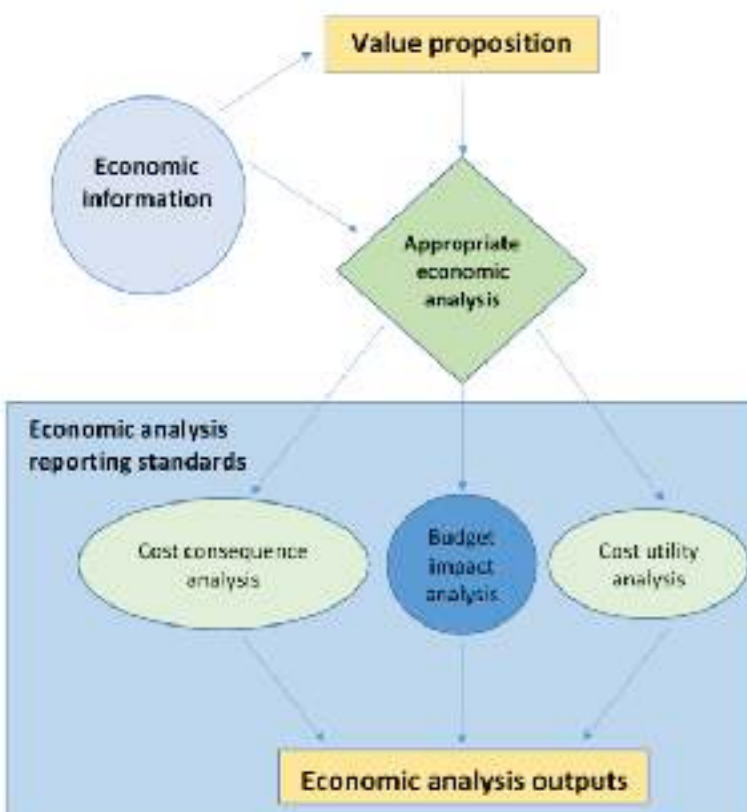 Value proposition
Economic
information
Appropriate
economic
analysis
Economic analysis
reporting standards
Cost consequence
analysis
Budget
impact
analysis
Cost utility
analysis
Economic analysis outputs